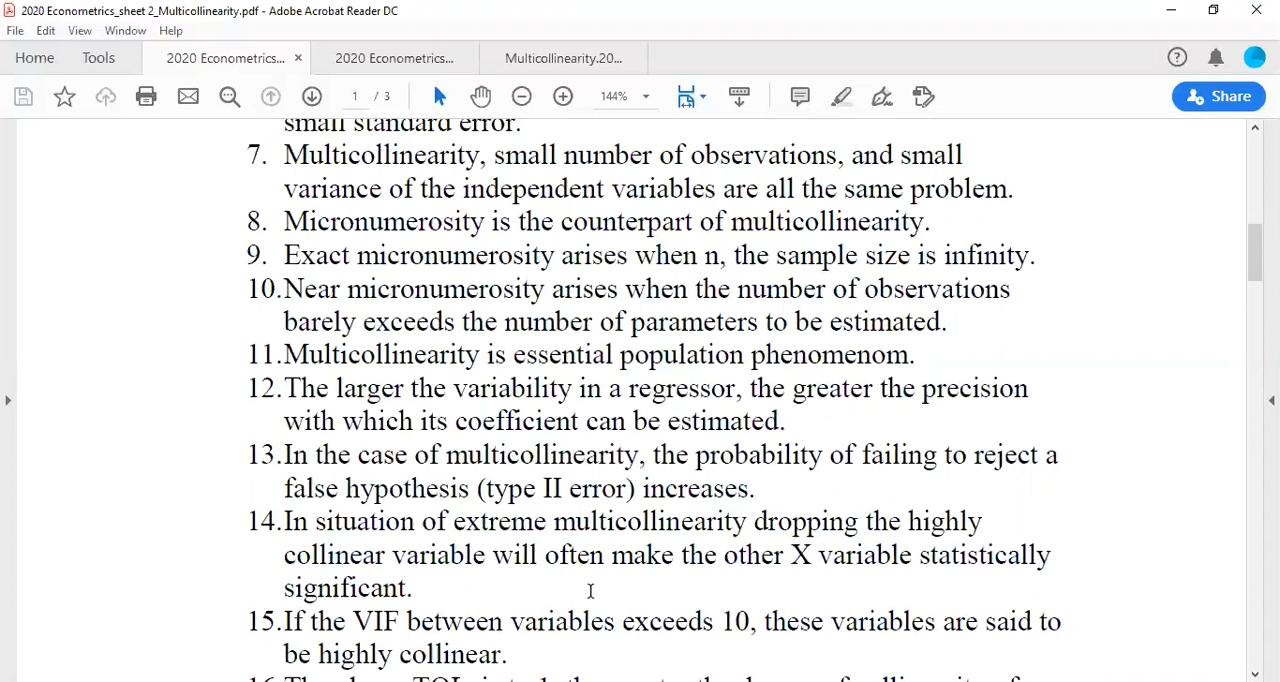 2020 Econometrics_sheet 2_Multicollinearity.pdf - Adobe Acrobat Reader DC
File Edit View Window Help
Home Tools 2020 Econometrics... × 2020 Econometrics... Multicollinearity.20...
1 / 3 144% Share
small standard error.
7. Multicollinearity, small number of observations, and small
variance of the independent variables are all the same problem.
8. Micronumerosity is the counterpart of multicollinearity.
9. Exact micronumerosity arises when n, the sample size is infinity.
10.Near micronumerosity arises when the number of observations
barely exceeds the number of parameters to be estimated.
11.Multicollinearity is essential population phenomenom.
12.The larger the variability in a regressor, the greater the precision
with which its coefficient can be estimated.
13.In the case of multicollinearity, the probability of failing to reject a
false hypothesis (type II error) increases.
14.In situation of extreme multicollinearity dropping the highly
collinear variable will often make the other X variable statistically
significant.
15.If the VIF between variables exceeds 10, these variables are said to
be highly collinear.